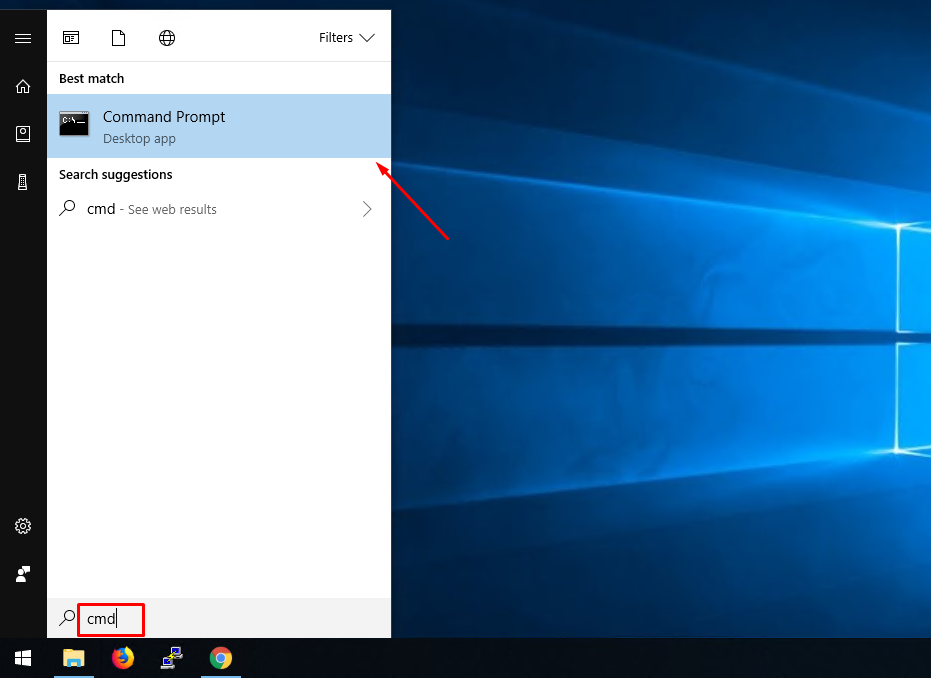 Filters
Best match
Command Prompt
Desktop app
Search suggestions
cmd - See web results
cmd